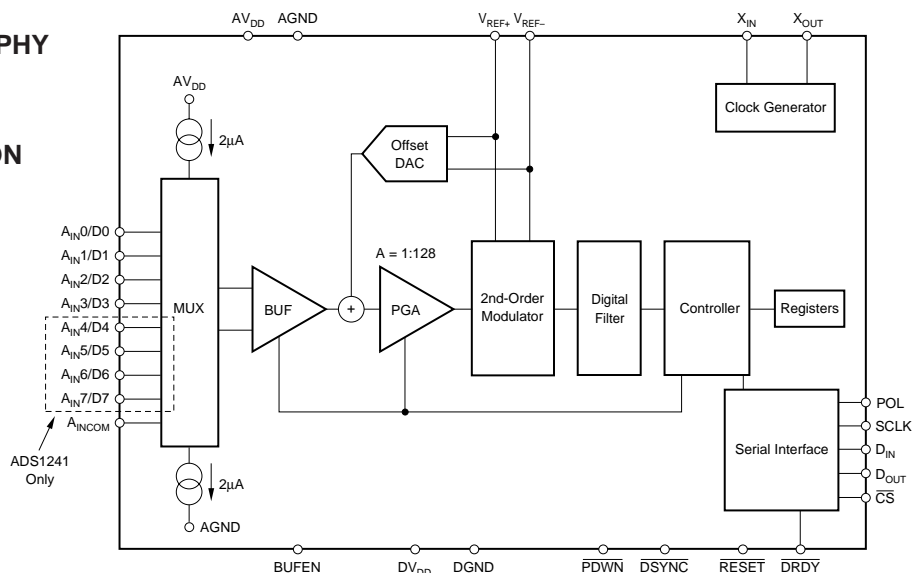 PHY
ON
AVDD AGND VREF+ VREF– XIN XOUT
AVDD
2µA
Offset
DAC
Clock Generator
AIN0/D0
AIN1/D1
AIN2/D2
AIN3/D3
AIN4/D4
AIN5/D5
AIN6/D6
AIN7/D7
AINCOM
ADS1241
Only
MUX
BUF
+
A = 1:128
PGA
2nd-Order
Modulator
Digital
Filter
Controller
Registers
Serial Interface
POL
SCLK
DIN
DOUT
CS
2µA
AGND
BUFEN DVDD DGND PDWN DSYNC RESET DRDY